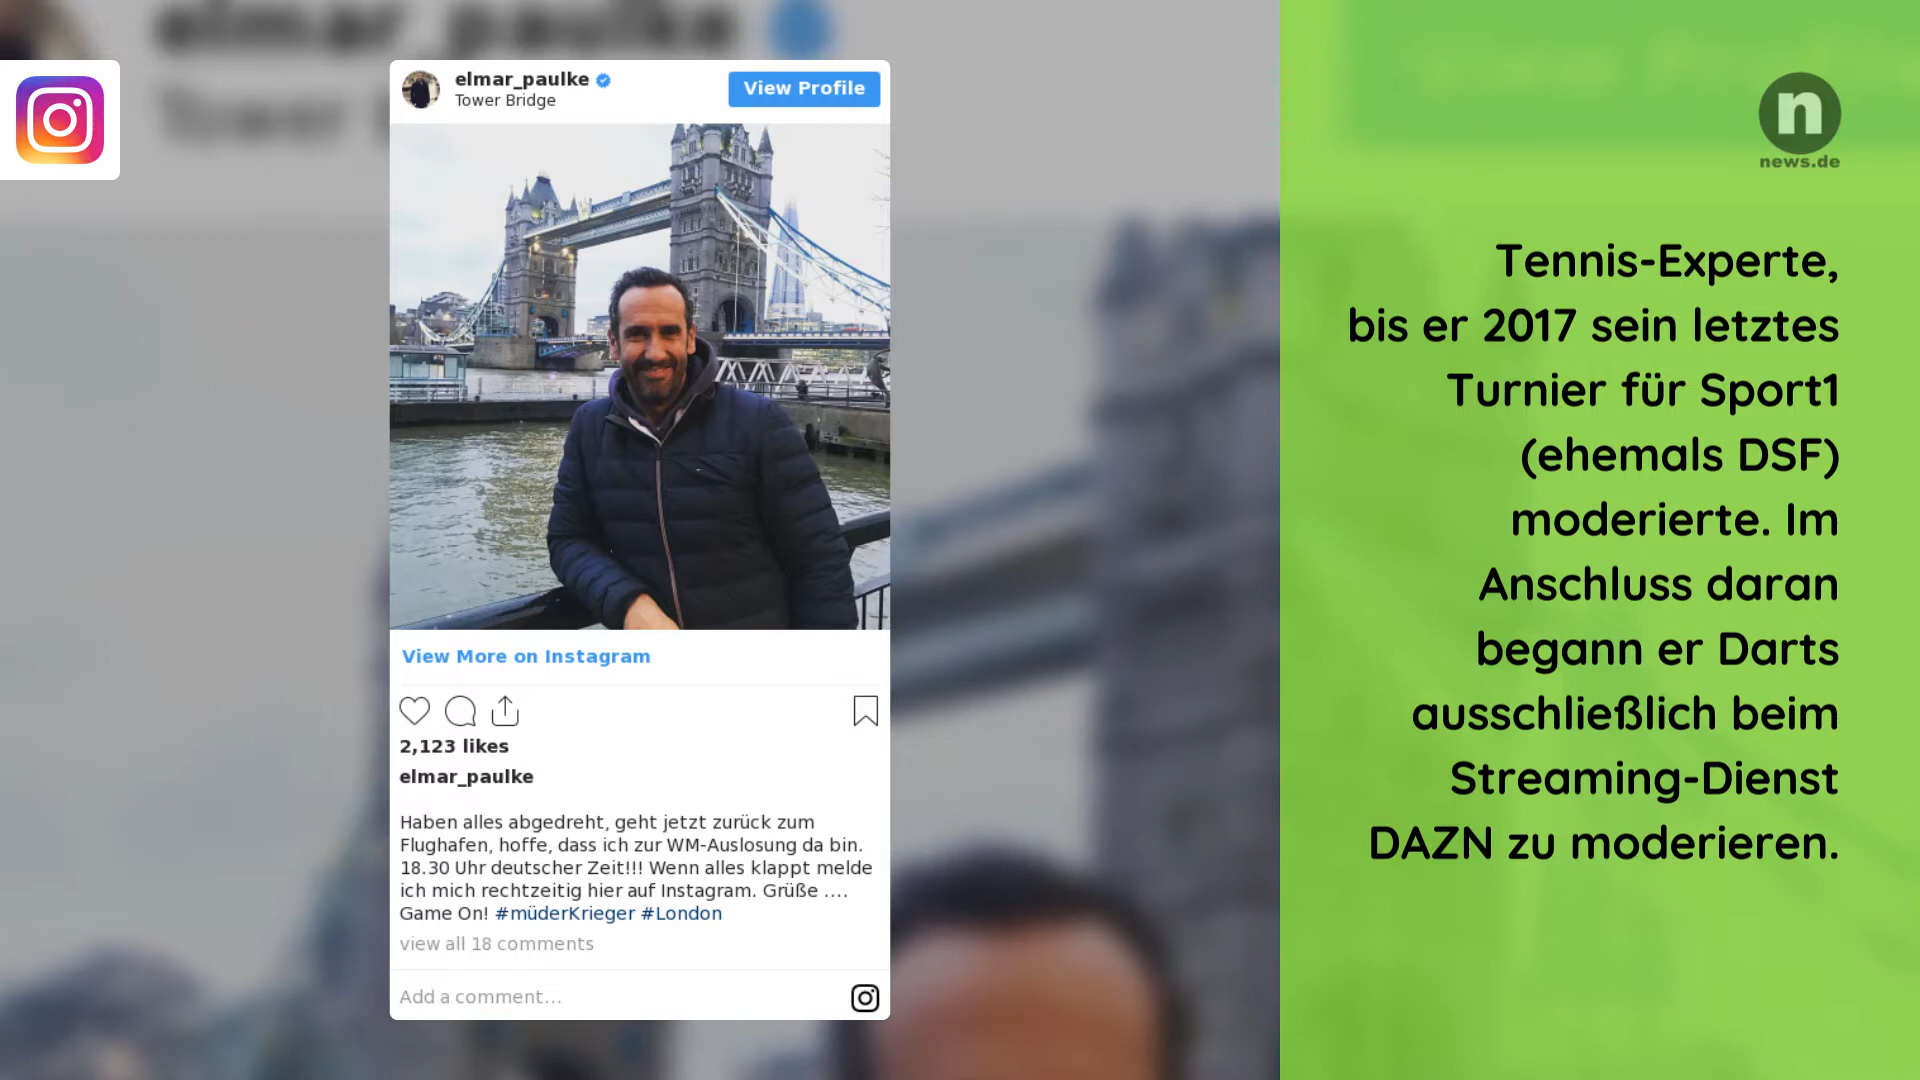 elmar_paulke
Tower
elmar_paulke
Tower Bridge
View Profile
View More on Instagram
2,123 likes
elmar_paulke
Haben alles abgedreht, geht jetzt zurück zum
Flughafen, hoffe, dass ich zur WM-Auslosung da bin.
18.30 Uhr deutscher Zeit!!! Wenn alles klappt melde
ich mich rechtzeitig hier auf Instagram. Grüße ....
Game On! #müderKrieger #London
view all 18 comments
Add a comment...
n
news.de
Tennis-Experte,
bis er 2017 sein letztes
Turnier für Sport1
(ehemals DSF)
moderierte. Im
Anschluss daran
begann er Darts
ausschließlich beim
Streaming-Dienst
DAZN zu moderieren.